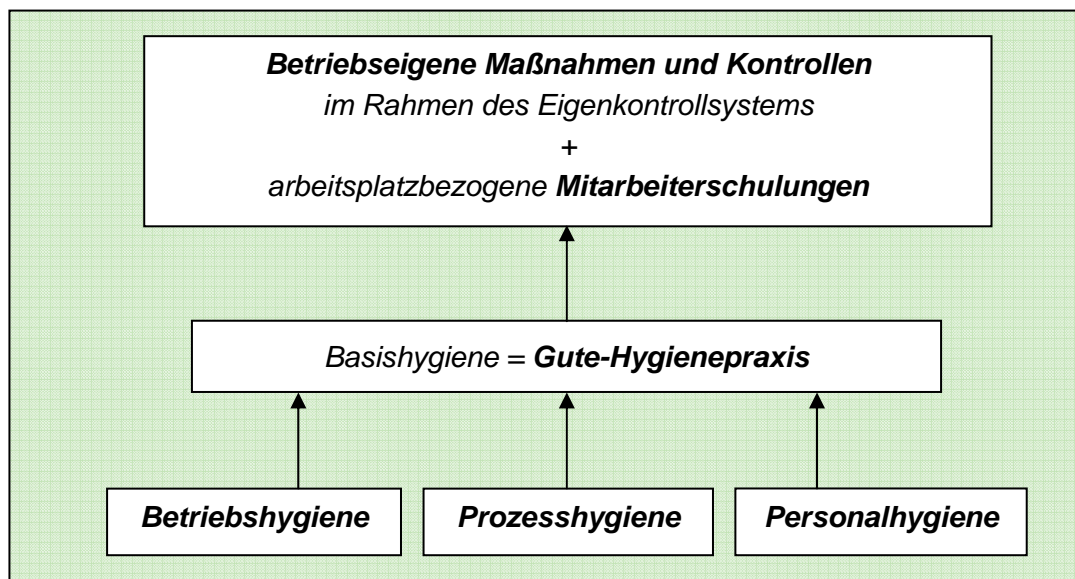 Betriebseigene Maßnahmen und Kontrollen
im Rahmen des Eigenkontrollsystems
+
arbeitsplatzbezogene Mitarbeiterschulungen
Basishygiene = Gute-Hygienepraxis
Betriebshygiene
Prozesshygiene
Personalhygiene